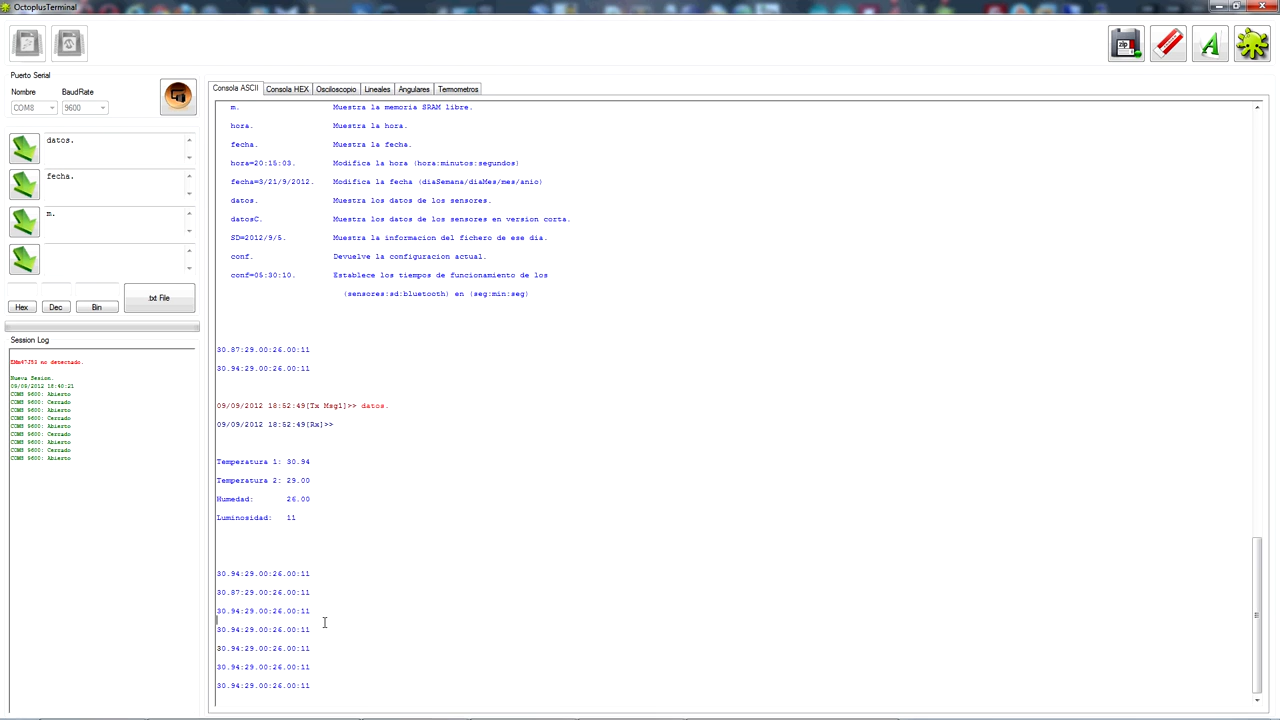 OctoplusTerminal
zip
A
Puerto Serial
Nombre
BaudRate
COM8
9600
datos.
fecha.
m.
Hex
Dec
Bin
.txt File
Session Log
no detectado.
Nueva Sesion.
09/09/2012 18:40:21
COM8 9600: Abierto
COM8 9600: Cerrado
COM8 9600: Abierto
COM8 9600: Cerrado
COM8 9600: Abierto
COM8 9600: Cerrado
COM8 9600: Abierto
COM8 9600: Cerrado
COM8 9600: Abierto
Consola ASCII
Consola HEX
Osciloscopio
Lineales
Angulares
Termometros
m. Muestra la memoria SRAM libre.
hora. Muestra la hora.
fecha. Muestra la fecha.
hora=20:15:03. Modifica la hora (hora:minutos:segundos)
fecha=3/21/9/2012. Modifica la fecha (diaSemana/diaMes/mes/anio)
datos. Muestra los datos de los sensores.
datosC. Muestra los datos de los sensores en version corta.
SD=2012/9/5. Muestra la informacion del fichero de ese dia.
conf. Devuelve la configuracion actual.
conf=05:30:10. Establece los tiempos de funcionamiento de los
(sensores:sd:bluetooth) en (seg:min:seg)
30.87:29.00:26.00:11
30.94:29.00:26.00:11
09/09/2012 18:52:49[Tx Msg1]>> datos.
09/09/2012 18:52:49[Rx]>>
Temperatura 1: 30.94
Temperatura 2: 29.00
Humedad: 26.00
Luminosidad: 11
30.94:29.00:26.00:11
30.87:29.00:26.00:11
30.94:29.00:26.00:11
30.94:29.00:26.00:11
30.94:29.00:26.00:11
30.94:29.00:26.00:11
30.94:29.00:26.00:11